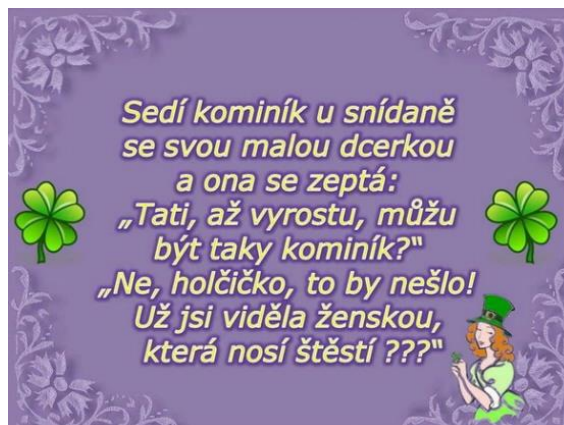 Sedí kominík u snídaně
se svou malou dcerkou
a ona se zeptá:
„Tati, až vyrostu, můžu
být taky kominík?"
„Ne, holčičko, to by nešlo!
Už jsi viděla ženskou,
která nosí štěstí ???"